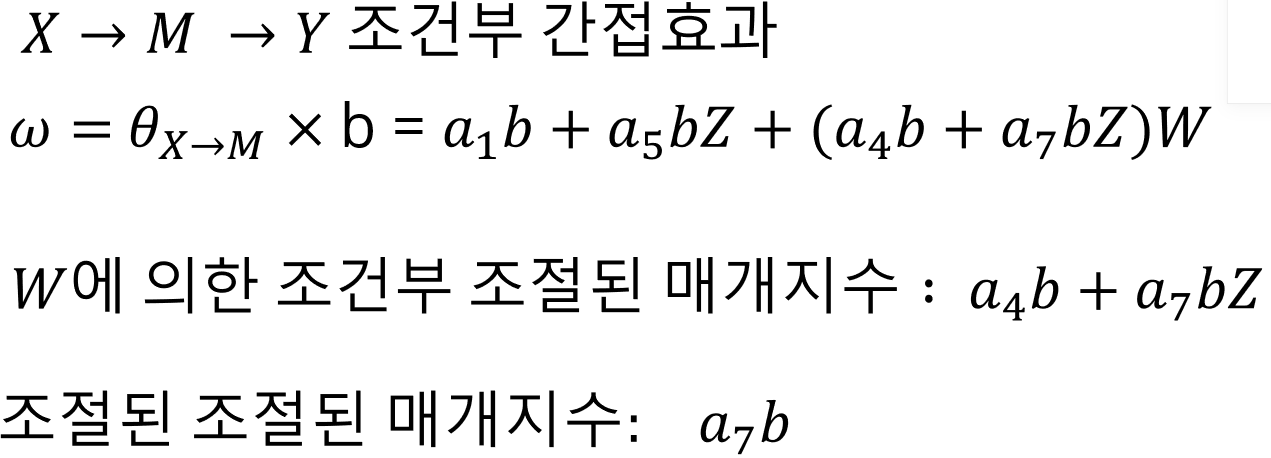 X → M → Y 조건부 간접효과
ω = θ_{X→M} × b = a₁b + a₅bZ + (a₄b + a₇bZ)W
W에 의한 조건부 조절된 매개지수 : a₄b + a₇bZ
조절된 조절된 매개지수: a₇b